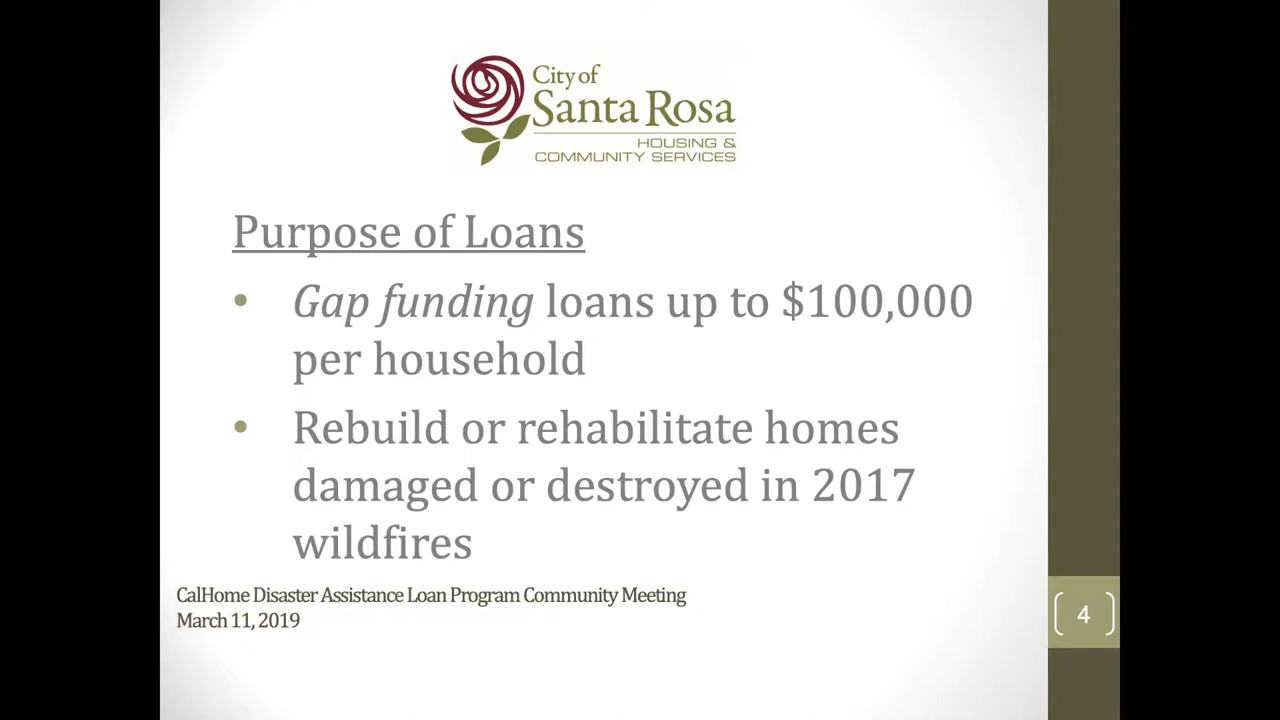 City of
Santa Rosa
HOUSING &
COMMUNITY SERVICES
Purpose of Loans
• Gap funding loans up to $100,000
per household
• Rebuild or rehabilitate homes
damaged or destroyed in 2017
wildfires
CalHome Disaster Assistance Loan Program Community Meeting
March 11, 2019
4